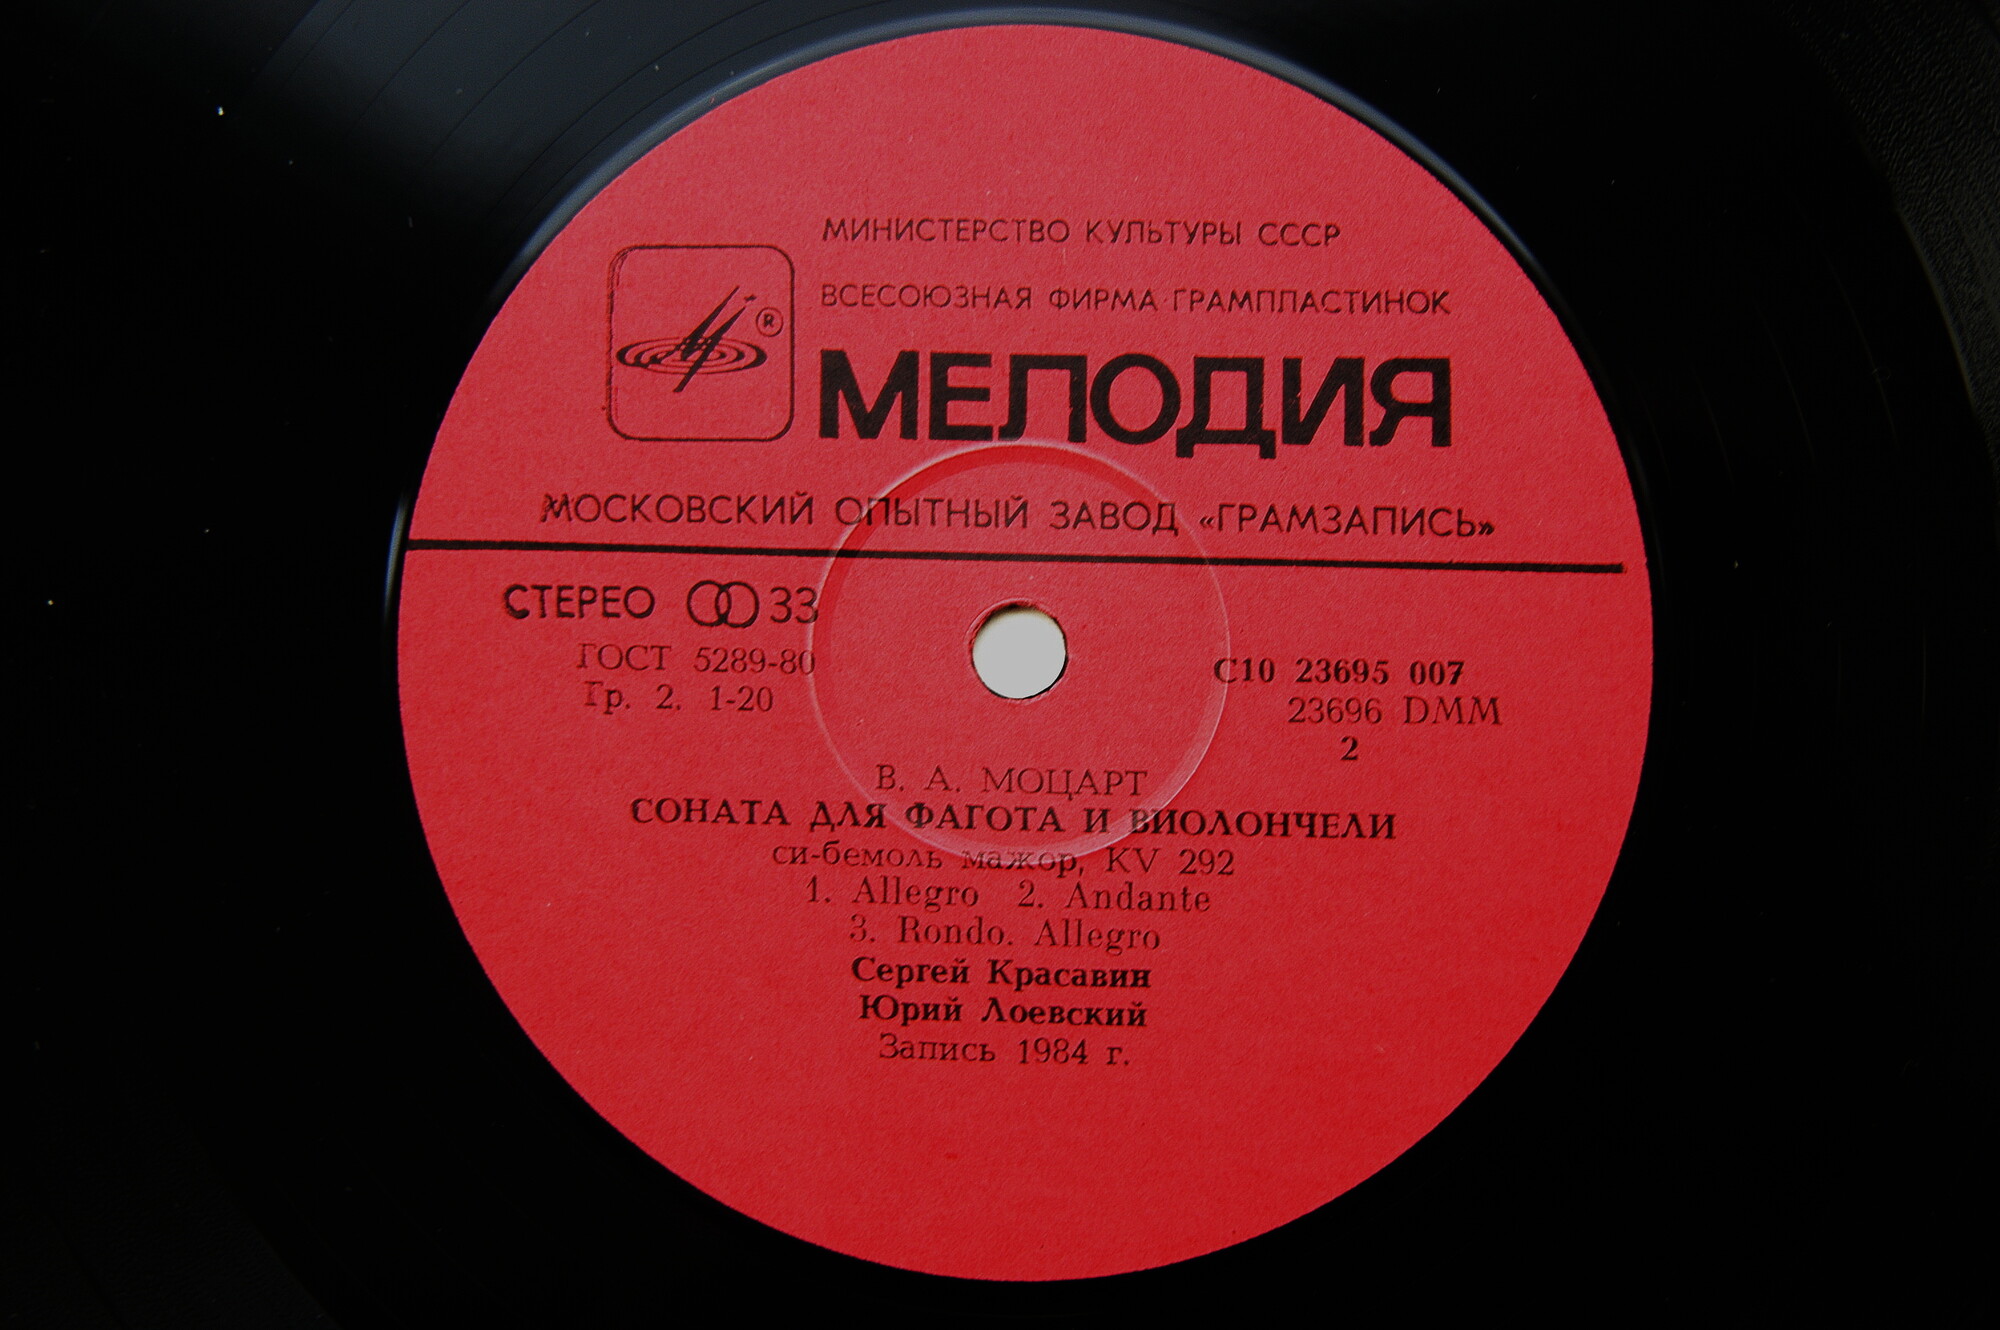 МИНИСТЕРСТВО КУЛЬТУРЫ СССР
ВСЕСОЮЗНАЯ ФИРМА ГРАМПЛАСТИНОК
®
МЕЛОДИЯ
МОСКОВСКИЙ ОПЫТНЫЙ ЗАВОД «ГРАМЗАПИСЬ»
СТЕРЕО 33
ГОСТ 5289-80
Гр. 2. 1-20
С10 23695 007
23696 DMM
2
В. А. МОЦАРТ
СОНАТА ДЛЯ ФАГОТА И ВИОЛОНЧЕЛИ
си-бемоль мажор, KV 292
1. Allegro 2. Andante
3. Rondo. Allegro
Сергей Красавин
Юрий Лоевский
Запись 1984 г.